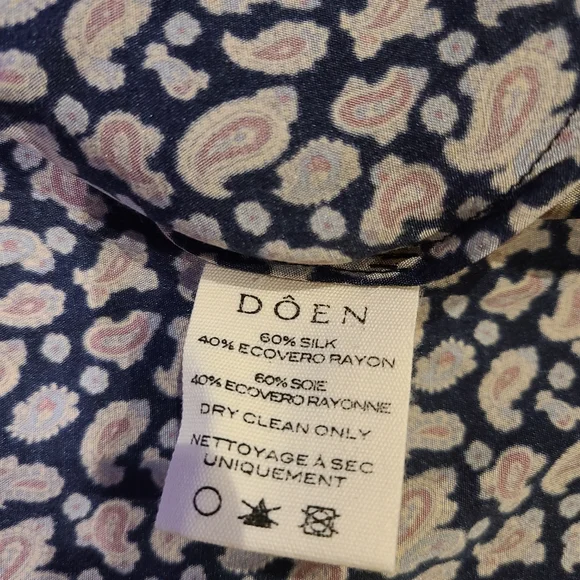 DÔEN
60% SILK
40% ECOVERO RAYON
60% SOIE
40% ECOVERO RAYONNE
DRY CLEAN ONLY
NETTOYAGE À SEC
UNIQUEMENT